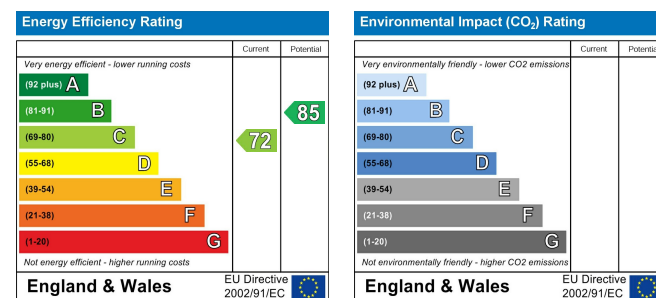 Energy Efficiency Rating
Current Potential
Very energy efficient - lower running costs
(92 plus) A
(81-91) B
85
(69-80) C
72
(55-68) D
(39-54) E
(21-38) F
(1-20) G
Not energy efficient - higher running costs
England & Wales
EU Directive
2002/91/EC
Environmental Impact (CO₂) Rating
Current Potentia
Very environmentally friendly - lower CO2 emissions
(92 plus) A
(81-91) B
(69-80) C
(55-68) D
(39-54) E
(21-38) F
(1-20) G
Not environmentally friendly - higher CO2 emissions
England & Wales
EU Directive
2002/91/EC